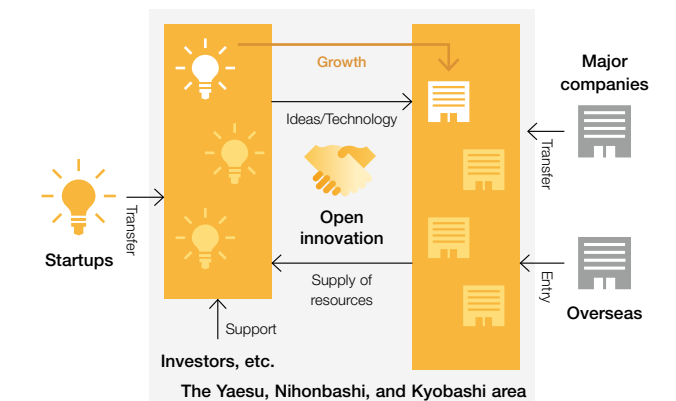 Growth
Major
companies
Ideas/Technology
Transfer
Open
innovation
Transfer
Startups
Supply of
resources
Entry
Overseas
Support
Investors, etc.
The Yaesu, Nihonbashi, and Kyobashi area